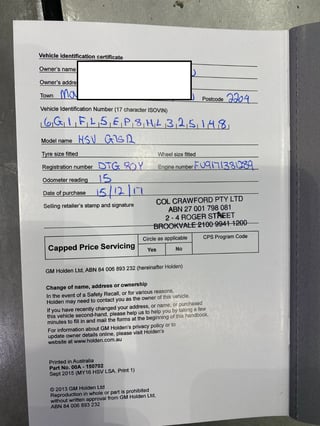 Vehicle identification certificate
Owner's name
Owner's address
Town Postcode 2204
Vehicle Identification Number (17 character ISOVIN)
6G1FL5EP8HL325148
Model name HSV GTSR
Tyre size fitted Wheel size fitted
Registration number Engine number
Odometer reading 15
Date of purchase 15/12/17
Selling retailer's stamp and signature
COL CRAWFORD PTY LTD
ABN 27 001 798 081
2 - 4 ROGER STREET
BROOKVALE 2100 9941 1200
Capped Price Servicing Circle as applicable CPS Program Code
Yes No
GM Holden Ltd, ABN 84 006 893 232 (hereinafter Holden)
Change of name, address or ownership
In the event of a Safety Recall, or for various reasons,
Holden may need to contact you as the owner of this vehicle.
If you have recently changed your address, name, or purchased
this vehicle second-hand, please help us to help you by taking a few
minutes to fill in and mail the forms at the beginning of this handbook.
For information about GM Holden's privacy policy or to
update owner details online, please visit Holden's
website at www.holden.com.au
Printed in Australia
Part No. 00A - 150702
Sept 2015 (MY16 HSV LSA, Print 1)
© 2013 GM Holden Ltd
Reproduction in whole or part is prohibited
without written approval from GM Holden Ltd,
ABN 84 006 893 232